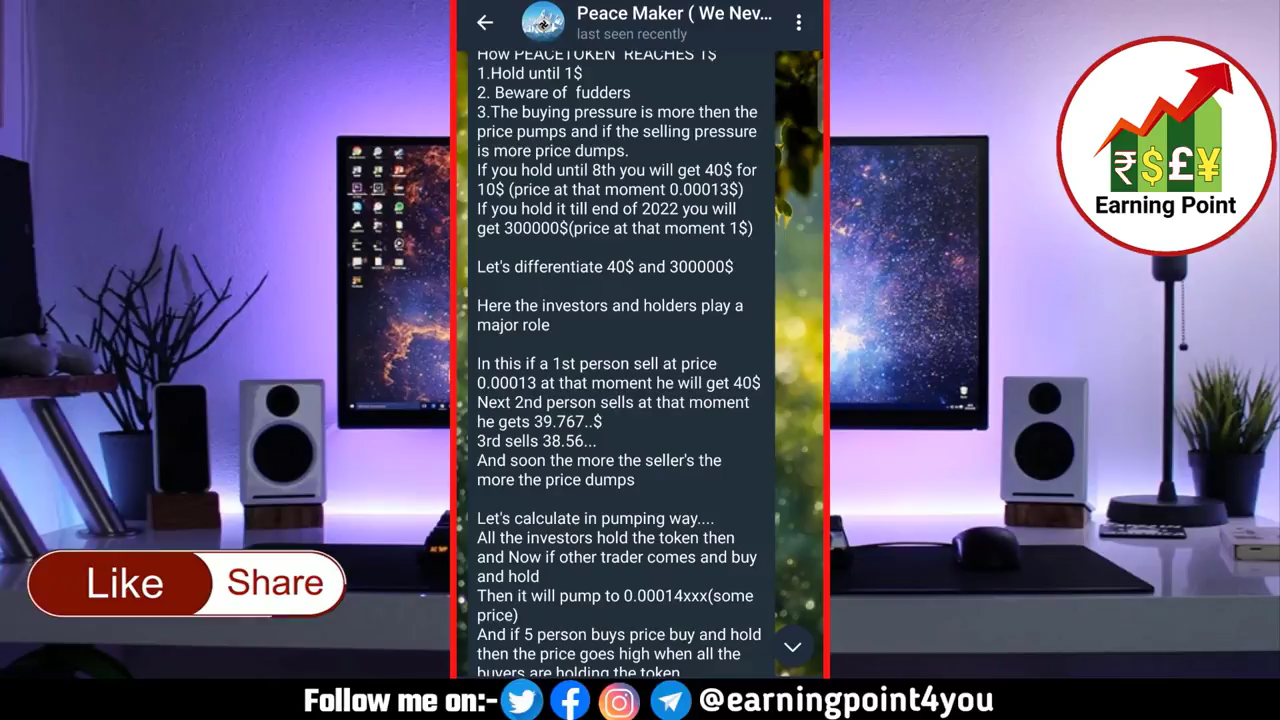 Peace Maker ( We Nev...
last seen recently
How PEACETOKEN REACHES 1$
1.Hold until 1$
2. Beware of fudders
3.The buying pressure is more then the
price pumps and if the selling pressure
is more price dumps.
If you hold until 8th you will get 40$ for
10$ (price at that moment 0.00013$)
If you hold it till end of 2022 you will
get 300000$(price at that moment 1$)
Let's differentiate 40$ and 300000$
Here the investors and holders play a
major role
In this if a 1st person sell at price
0.00013 at that moment he will get 40$
Next 2nd person sells at that moment
he gets 39.767..$
3rd sells 38.56...
And soon the more the seller's the
more the price dumps
Let's calculate in pumping way....
All the investors hold the token then
and Now if other trader comes and buy
and hold
Then it will pump to 0.00014xxx(some
price)
And if 5 person buys price buy and hold
then the price goes high when all the
buyers are holding the token
₹$£¥
Earning Point
Like
Share
Follow me on:- @earningpoint4you